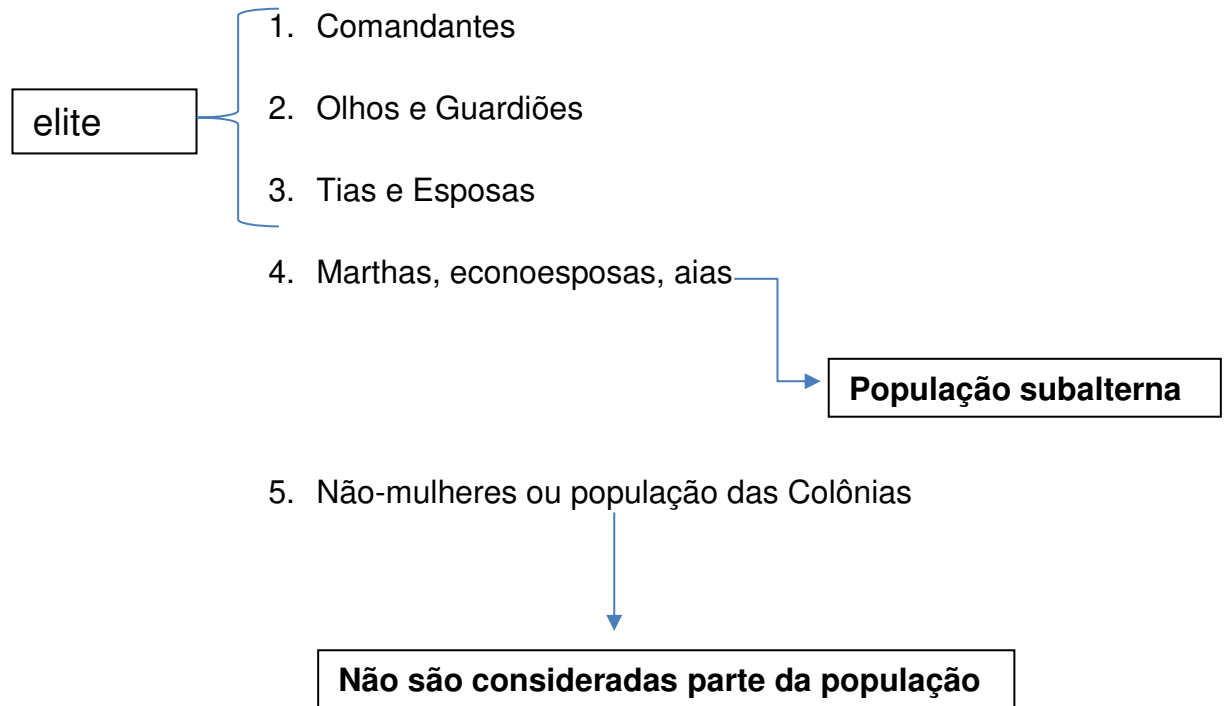 1. Comandantes
elite
2. Olhos e Guardiões
3. Tias e Esposas
4. Marthas, econoesposas, aias
População subalterna
5. Não-mulheres ou população das Colônias
Não são consideradas parte da população